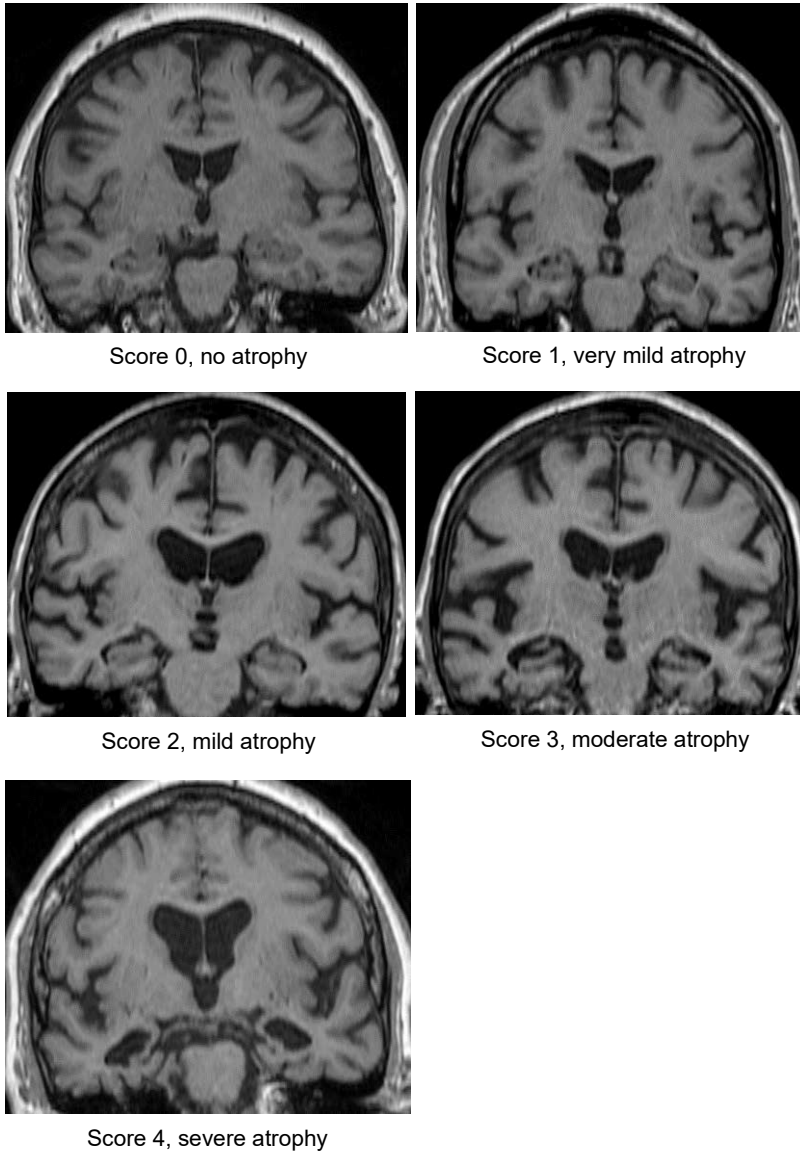 Score 0, no atrophy
Score 1, very mild atrophy
Score 2, mild atrophy
Score 3, moderate atrophy
Score 4, severe atrophy